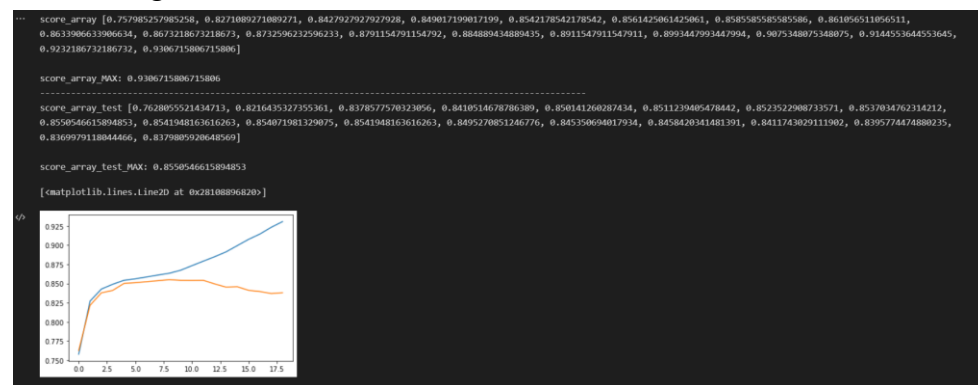 ... score_array [0.757985257985258, 0.8271089271089271, 0.8427927927927928, 0.849017199017199, 0.8542178542178542, 0.8561425061425061, 0.8585585585585586, 0.861056511056511,
0.8633906633906634, 0.8673218673218673, 0.8732596232596233, 0.8791154791154792, 0.884889434889435, 0.8911547911547911, 0.8993447993447994, 0.9075348075348075, 0.9144553644553645,
0.9232186732186732, 0.9306715806715806]
score_array_MAX: 0.9306715806715806
--------------------------------------------------------------------------------------------------------------
score_array_test [0.7628055521434713, 0.8216435327355361, 0.8378577570323056, 0.8410514678786389, 0.850141260287434, 0.8511239405478442, 0.8523522908733571, 0.8537034762314212,
0.8550546615894853, 0.8541948163616263, 0.854071981329075, 0.8541948163616263, 0.8495270851246776, 0.845350694017934, 0.8458420341481391, 0.8411743029111902, 0.8395774474880235,
0.8369979118044466, 0.8379805920648569]
score_array_test_MAX: 0.8550546615894853
[<matplotlib.lines.Line2D at 0x28108896820>]
</>
0.925
0.900
0.875
0.850
0.825
0.800
0.775
0.750
0.0 2.5 5.0 7.5 10.0 12.5 15.0 17.5